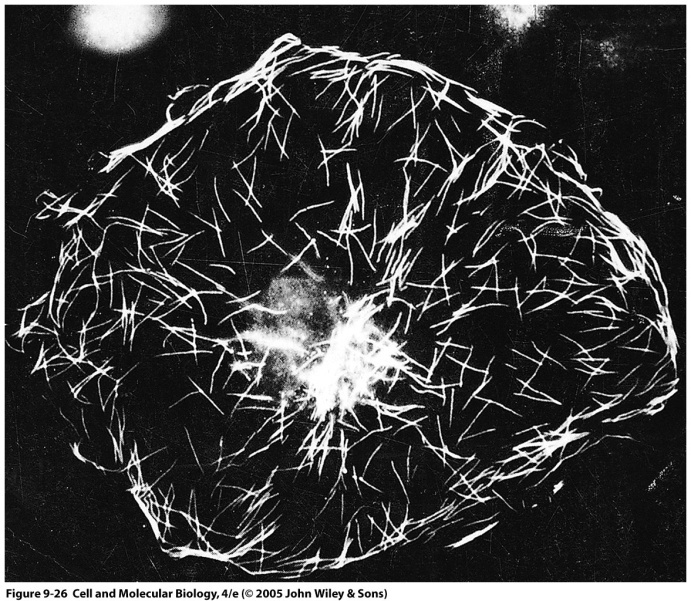 Figure 9-26 Cell and Molecular Biology, 4/e (© 2005 John Wiley & Sons)